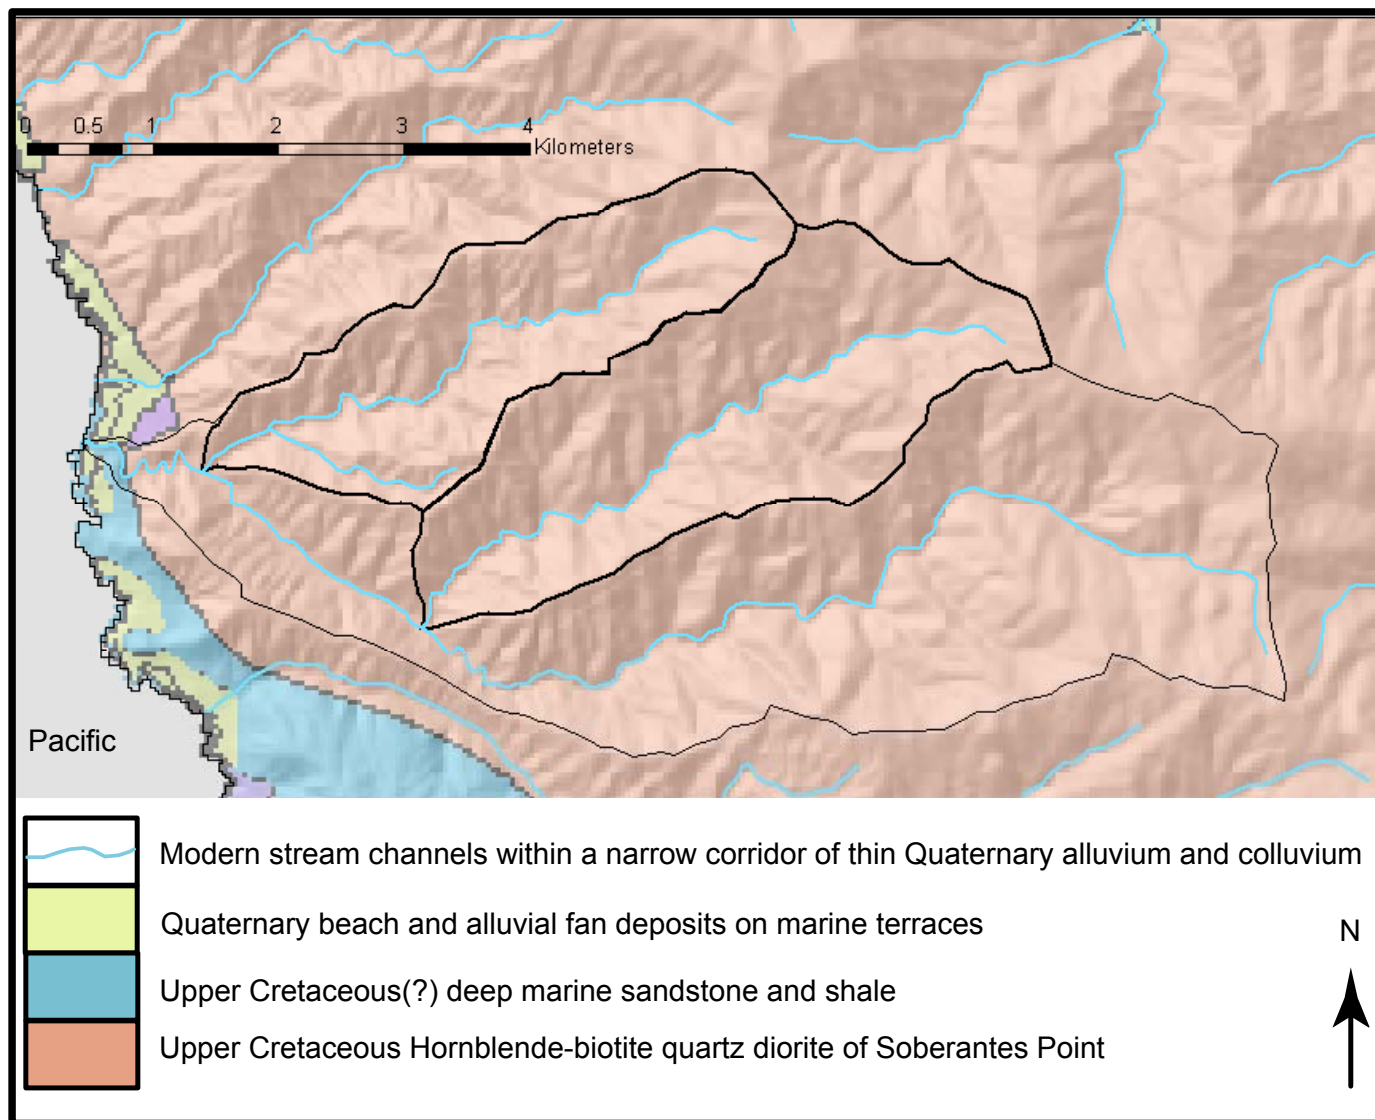 0 0.5 1 2 3 4
Kilometers
Pacific
Modern stream channels within a narrow corridor of thin Quaternary alluvium and colluvium
Quaternary beach and alluvial fan deposits on marine terraces
N
Upper Cretaceous(?) deep marine sandstone and shale
Upper Cretaceous Hornblende-biotite quartz diorite of Soberantes Point